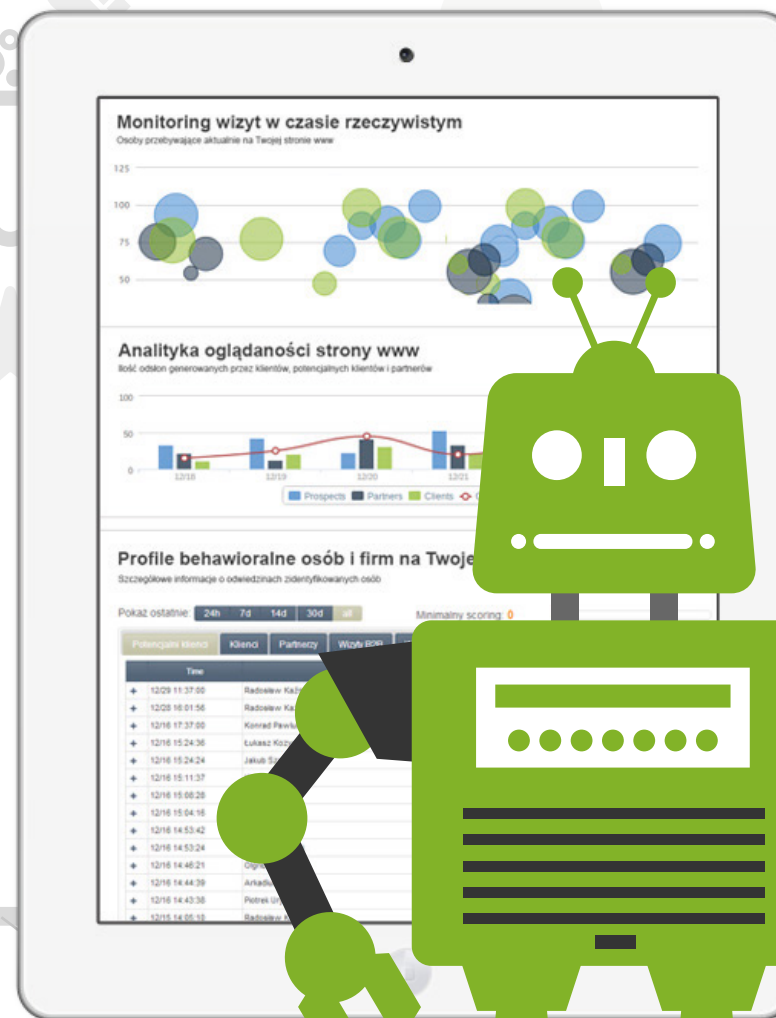 Monitoring wizyt w czasie rzeczywistym
Osoby przebywające aktualnie na Twojej stronie www
125
100
75
50
Analityka oglądaności strony www
Ilość odsłon generowanych przez klientów, potencjalnych klientów i partnerów
100
50
0
12/18 12/19 12/20 12/21
Prospects Partners Clients
Profile behawioralne osób i firm na Twoje
Szczegółowe informacje o odwiedzinach zidentyfikowanych osób
Pokaż ostatnie: 24h 7d 14d 30d all Minimalny scoring: 0
Potencjalni klienci Klienci Partnerzy Wizyty B2B
Time
+ 12/29 11:37:00 Radosław
+ 12/28 16:01:56 Radosław
+ 12/16 17:37:00 Konrad
+ 12/16 15:24:36 Łukasz
+ 12/16 15:24:24 Jakub
+ 12/16 15:11:37
+ 12/16 15:08:28
+ 12/16 15:04:16
+ 12/16 14:53:42
+ 12/16 14:53:24
+ 12/16 14:46:21
+ 12/16 14:44:39
+ 12/16 14:43:38 Piotrek
+ 12/15 14:05:10 Radosław